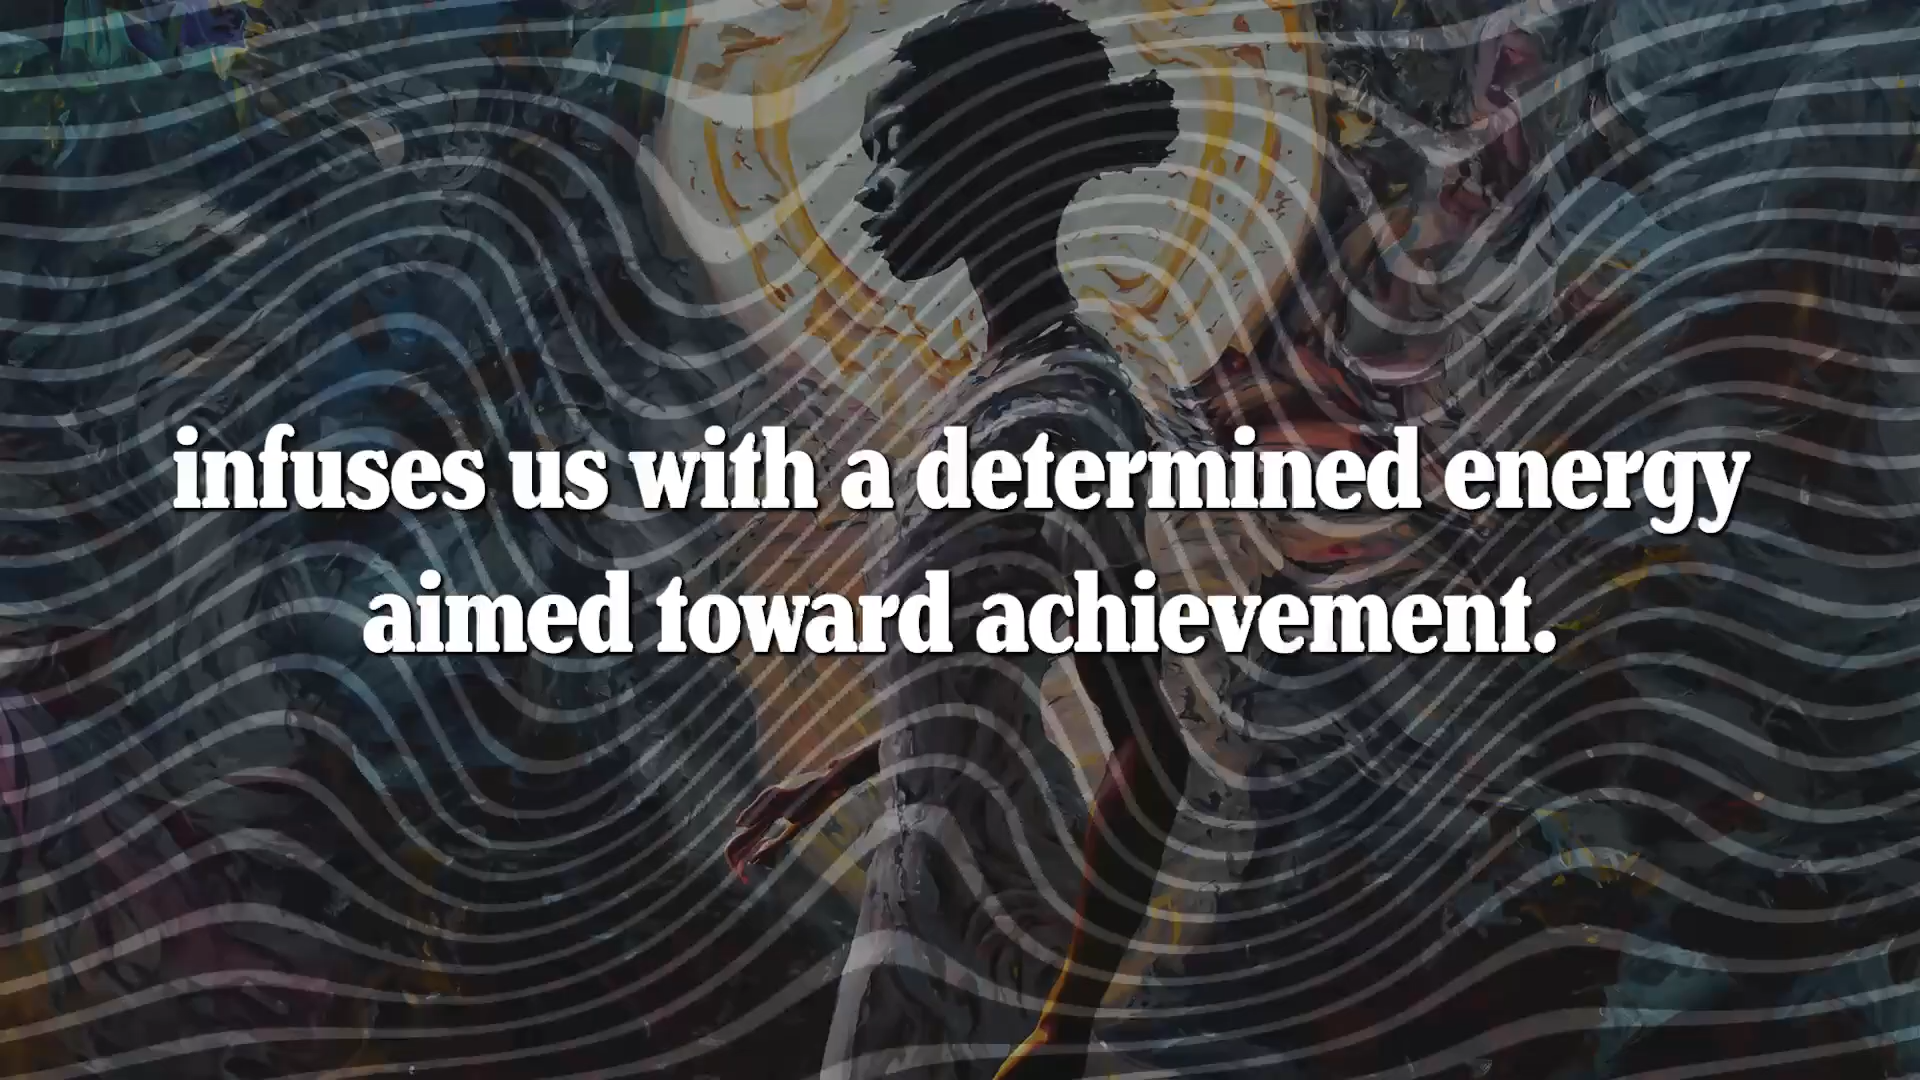 infuses us with a determined energy
aimed toward achievement.